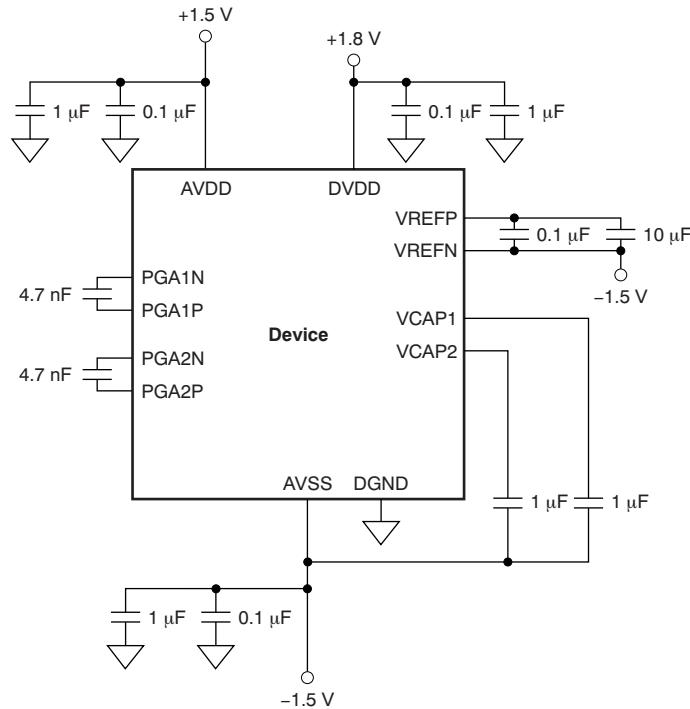 +1.5 V
+1.8 V
1 µF
0.1 µF
0.1 µF
1 µF
AVDD
DVDD
VREFP
0.1 µF
10 µF
VREFN
−1.5 V
PGA1N
4.7 nF
PGA1P
VCAP1
Device
VCAP2
PGA2N
4.7 nF
PGA2P
AVSS
DGND
1 µF
1 µF
1 µF
0.1 µF
−1.5 V